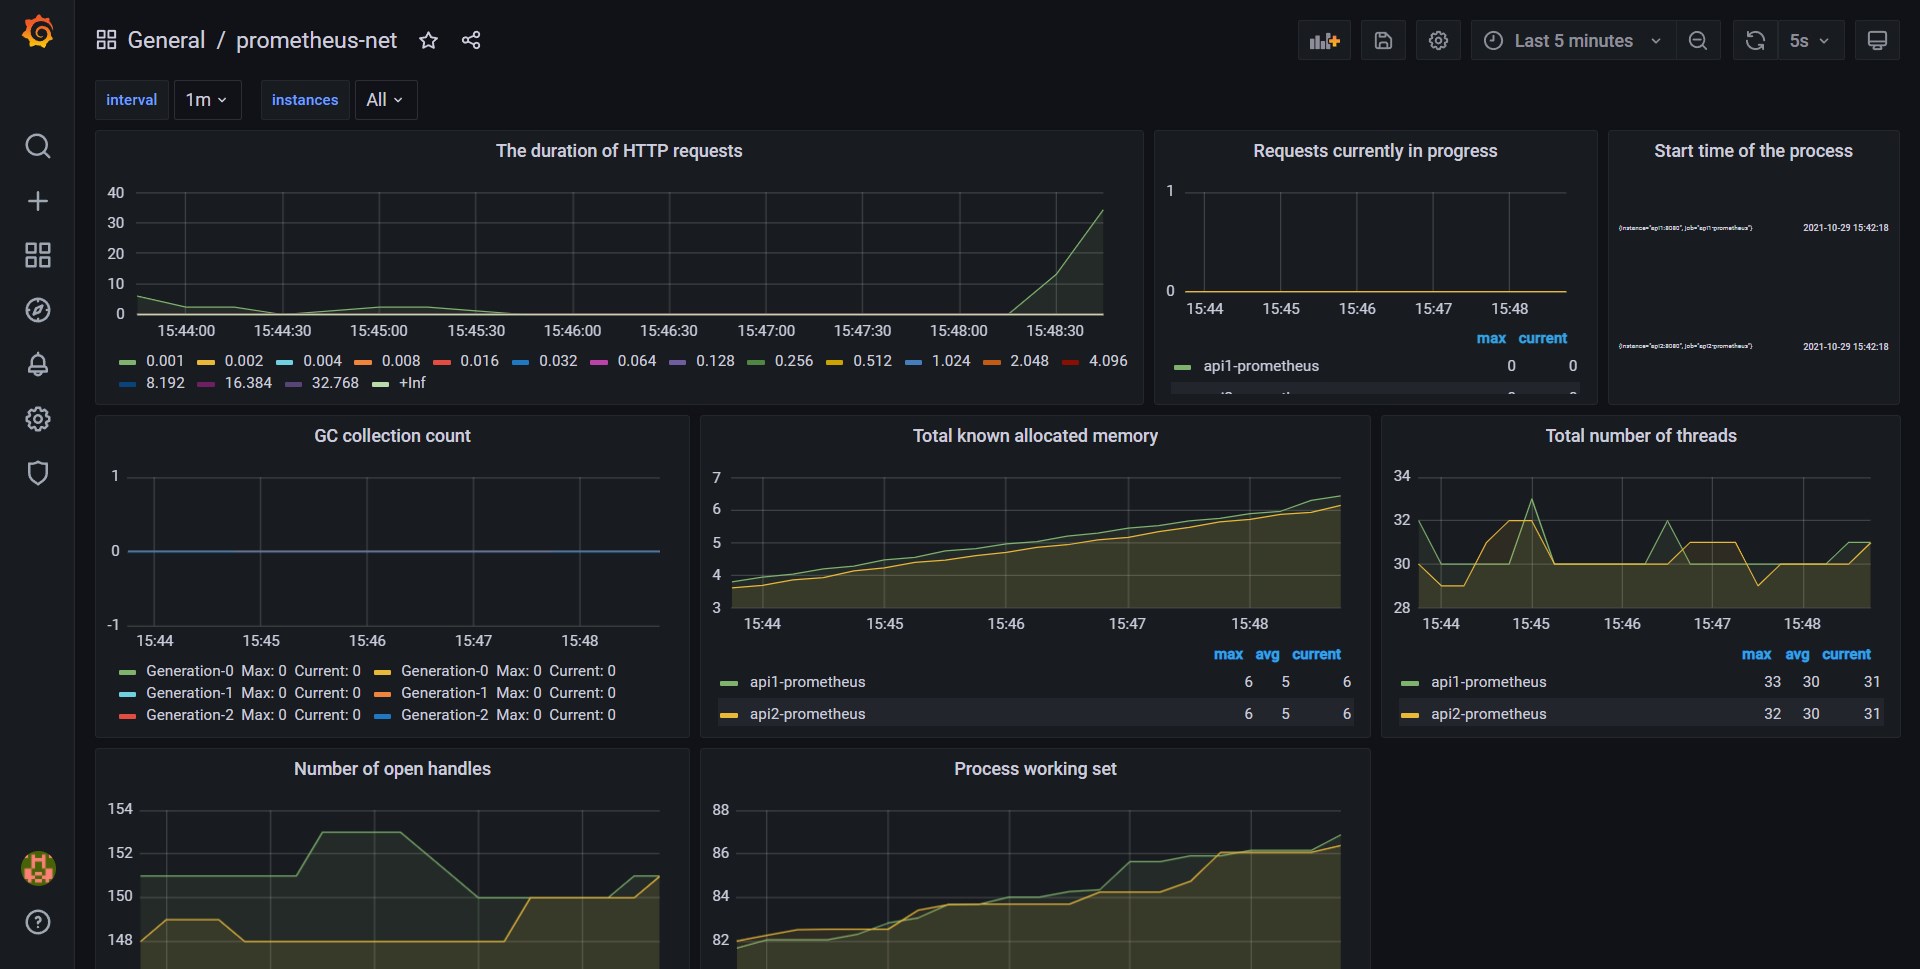 General / prometheus-net
Last 5 minutes
5s
interval 1m instances All
The duration of HTTP requests
40
30
20
10
0
15:44:00 15:44:30 15:45:00 15:45:30 15:46:00 15:46:30 15:47:00 15:47:30 15:48:00 15:48:30
0.001 0.002 0.004 0.008 0.016 0.032 0.064 0.128 0.256 0.512 1.024 2.048 4.096
8.192 16.384 32.768 +Inf
Requests currently in progress
1
0
15:44 15:45 15:46 15:47 15:48
max current
api1-prometheus 0 0
Start time of the process
{instance="api1:8080", job="api1-prometheus"} 2021-10-29 15:42:18
{instance="api2:8080", job="api2-prometheus"} 2021-10-29 15:42:18
GC collection count
1
0
-1
15:44 15:45 15:46 15:47 15:48
Generation-0 Max: 0 Current: 0 Generation-0 Max: 0 Current: 0
Generation-1 Max: 0 Current: 0 Generation-1 Max: 0 Current: 0
Generation-2 Max: 0 Current: 0 Generation-2 Max: 0 Current: 0
Total known allocated memory
7
6
5
4
3
15:44 15:45 15:46 15:47 15:48
max avg current
api1-prometheus 6 5 6
api2-prometheus 6 5 6
Total number of threads
34
32
30
28
15:44 15:45 15:46 15:47 15:48
max avg current
api1-prometheus 33 30 31
api2-prometheus 32 30 31
Number of open handles
154
152
150
148
Process working set
88
86
84
82